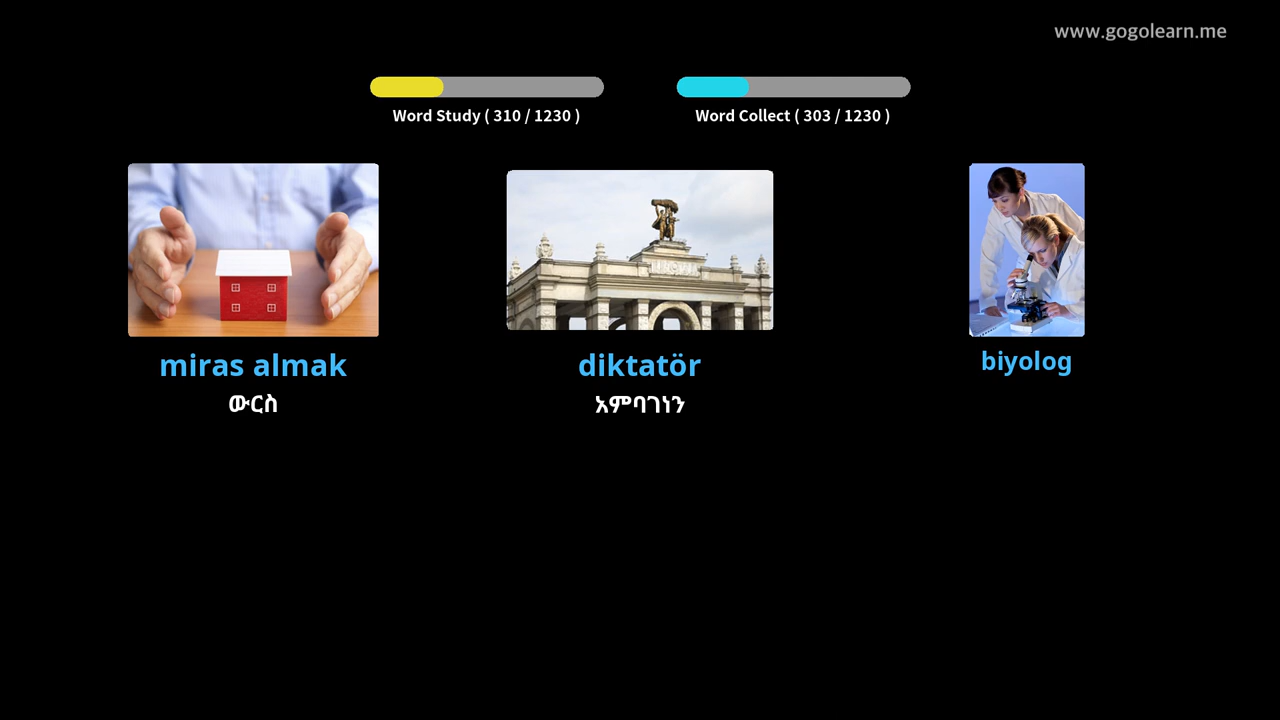 www.gogolearn.me
Word Study ( 310 / 1230 )
Word Collect ( 303 / 1230 )
miras almak
diktatör
biyolog
ውርስ
አምባገነን